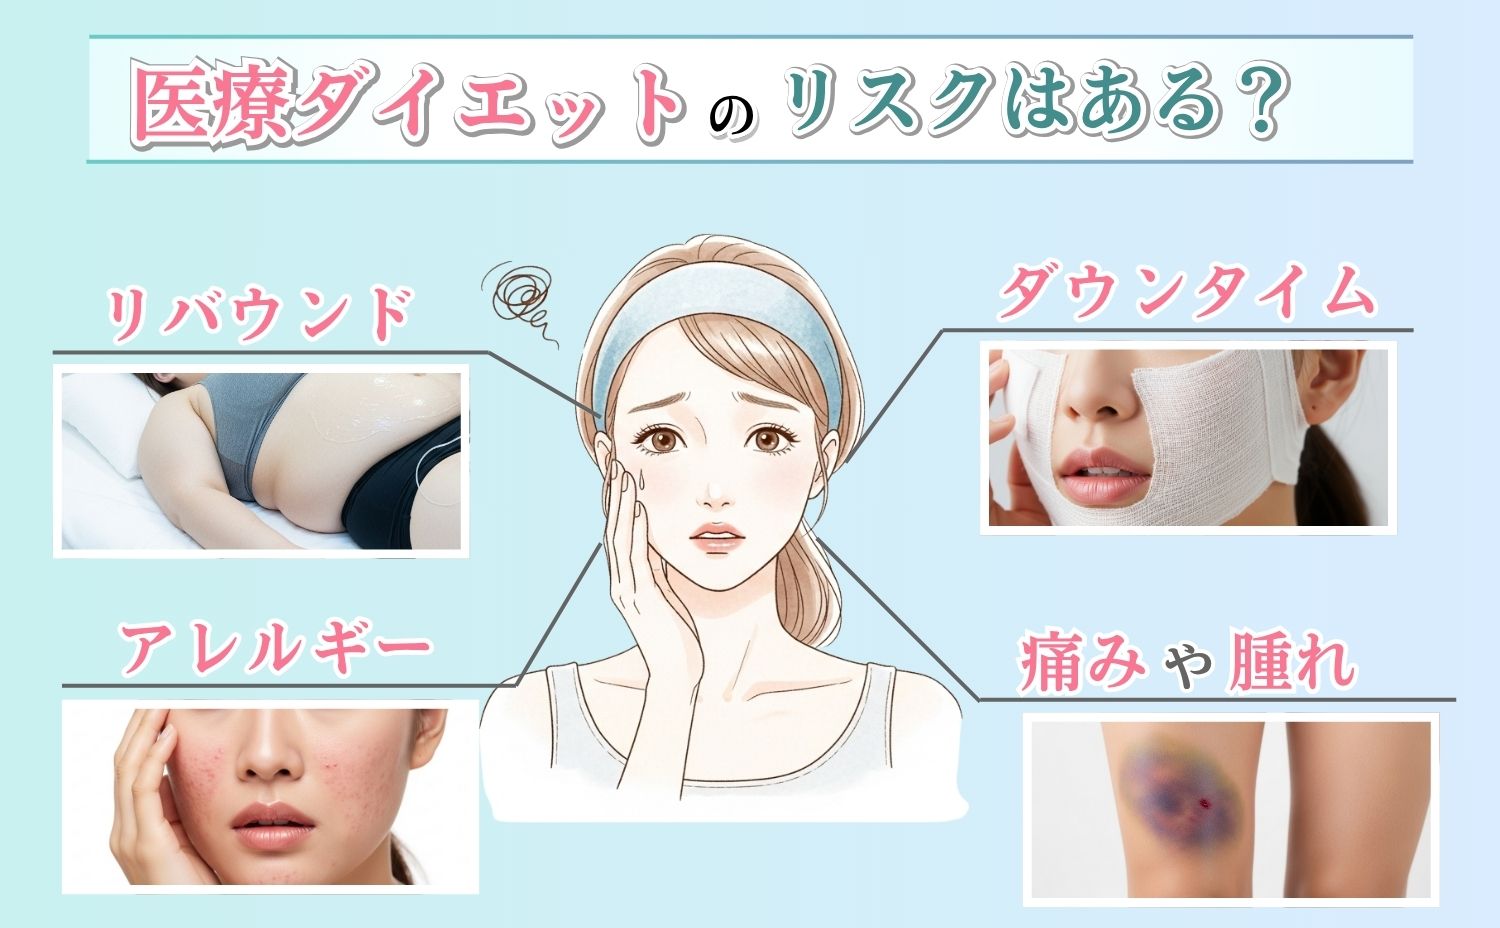 医療ダイエットのリスクはある？
リバウンド
ダウンタイム
アレルギー
痛みや腫れ